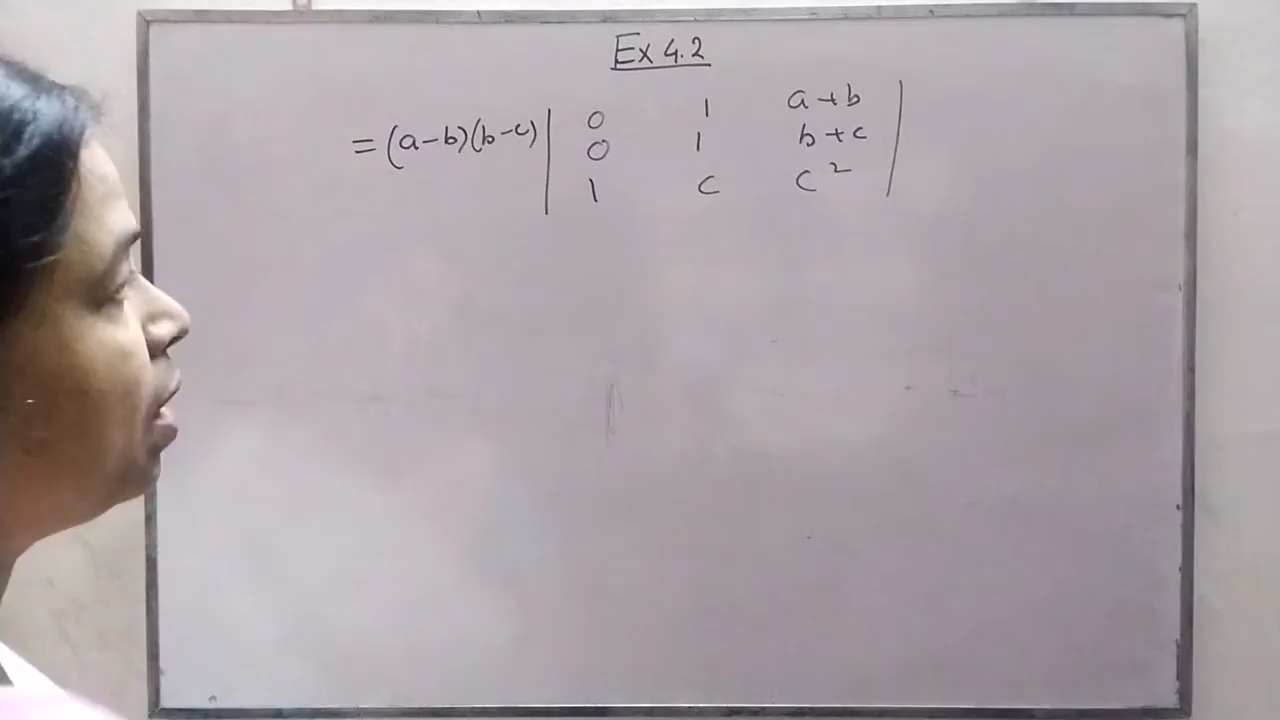 Ex 4.2
0 1 a+b
= (a-b)(b-c) 0 1 b+c
1 c c²